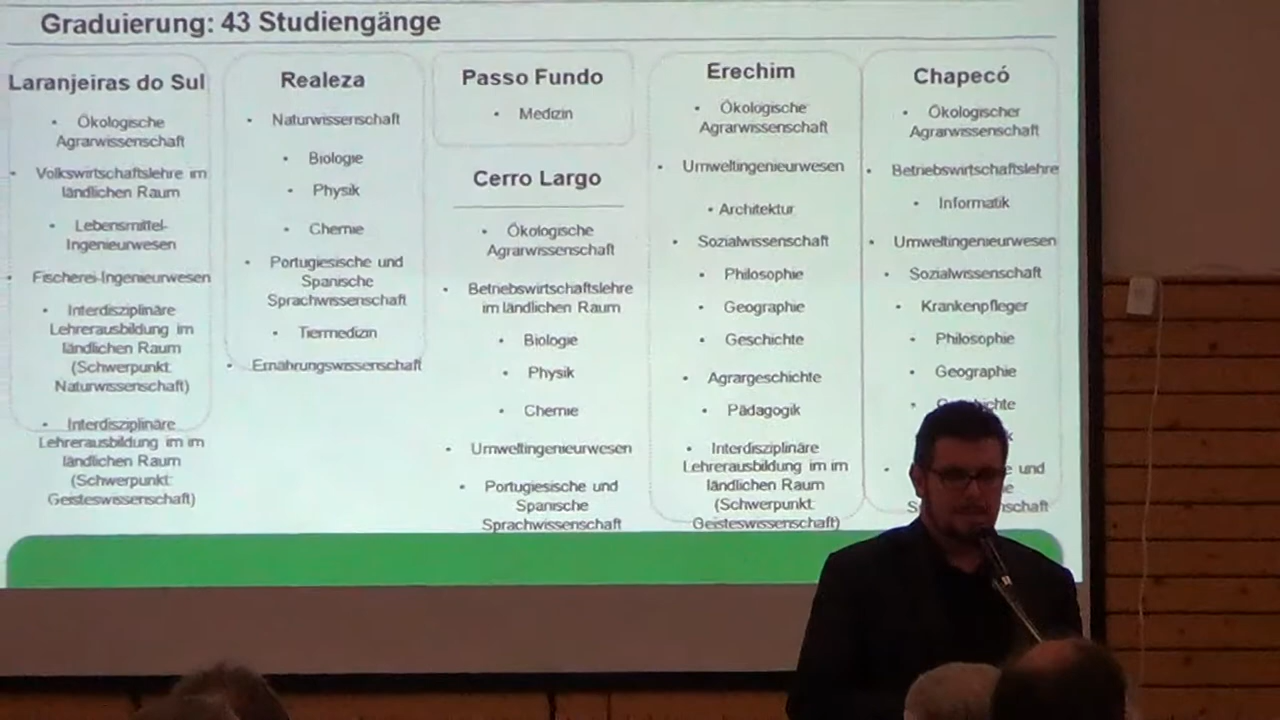 Graduierung: 43 Studiengänge
Laranjeiras do Sul
• Ökologische
Agrarwissenschaft
• Volkswirtschaftslehre im
ländlichen Raum
• Lebensmittel-
Ingenieurwesen
• Fischerei-Ingenieurwesen
• Interdisziplinäre
Lehrerausbildung im
ländlichen Raum
(Schwerpunkt:
Naturwissenschaft)
• Interdisziplinäre
Lehrerausbildung im im
ländlichen Raum
(Schwerpunkt:
Geisteswissenschaft)
Realeza
• Naturwissenschaft
• Biologie
• Physik
• Chemie
• Portugiesische und
Spanische
Sprachwissenschaft
• Tiermedizin
• Ernährungswissenschaft
Passo Fundo
• Medizin
Cerro Largo
• Ökologische
Agrarwissenschaft
• Betriebswirtschaftslehre
im ländlichen Raum
• Biologie
• Physik
• Chemie
• Umweltingenieurwesen
• Portugiesische und
Spanische
Sprachwissenschaft
Erechim
• Ökologische
Agrarwissenschaft
• Umweltingenieurwesen
• Architektur
• Sozialwissenschaft
• Philosophie
• Geographie
• Geschichte
• Agrargeschichte
• Pädagogik
• Interdisziplinäre
Lehrerausbildung im im
ländlichen Raum
(Schwerpunkt:
Geisteswissenschaft)
Chapecó
• Ökologischer
Agrarwissenschaft
• Betriebswirtschaftslehre
• Informatik
• Umweltingenieurwesen
• Sozialwissenschaft
• Krankenpfleger
• Philosophie
• Geographie
und